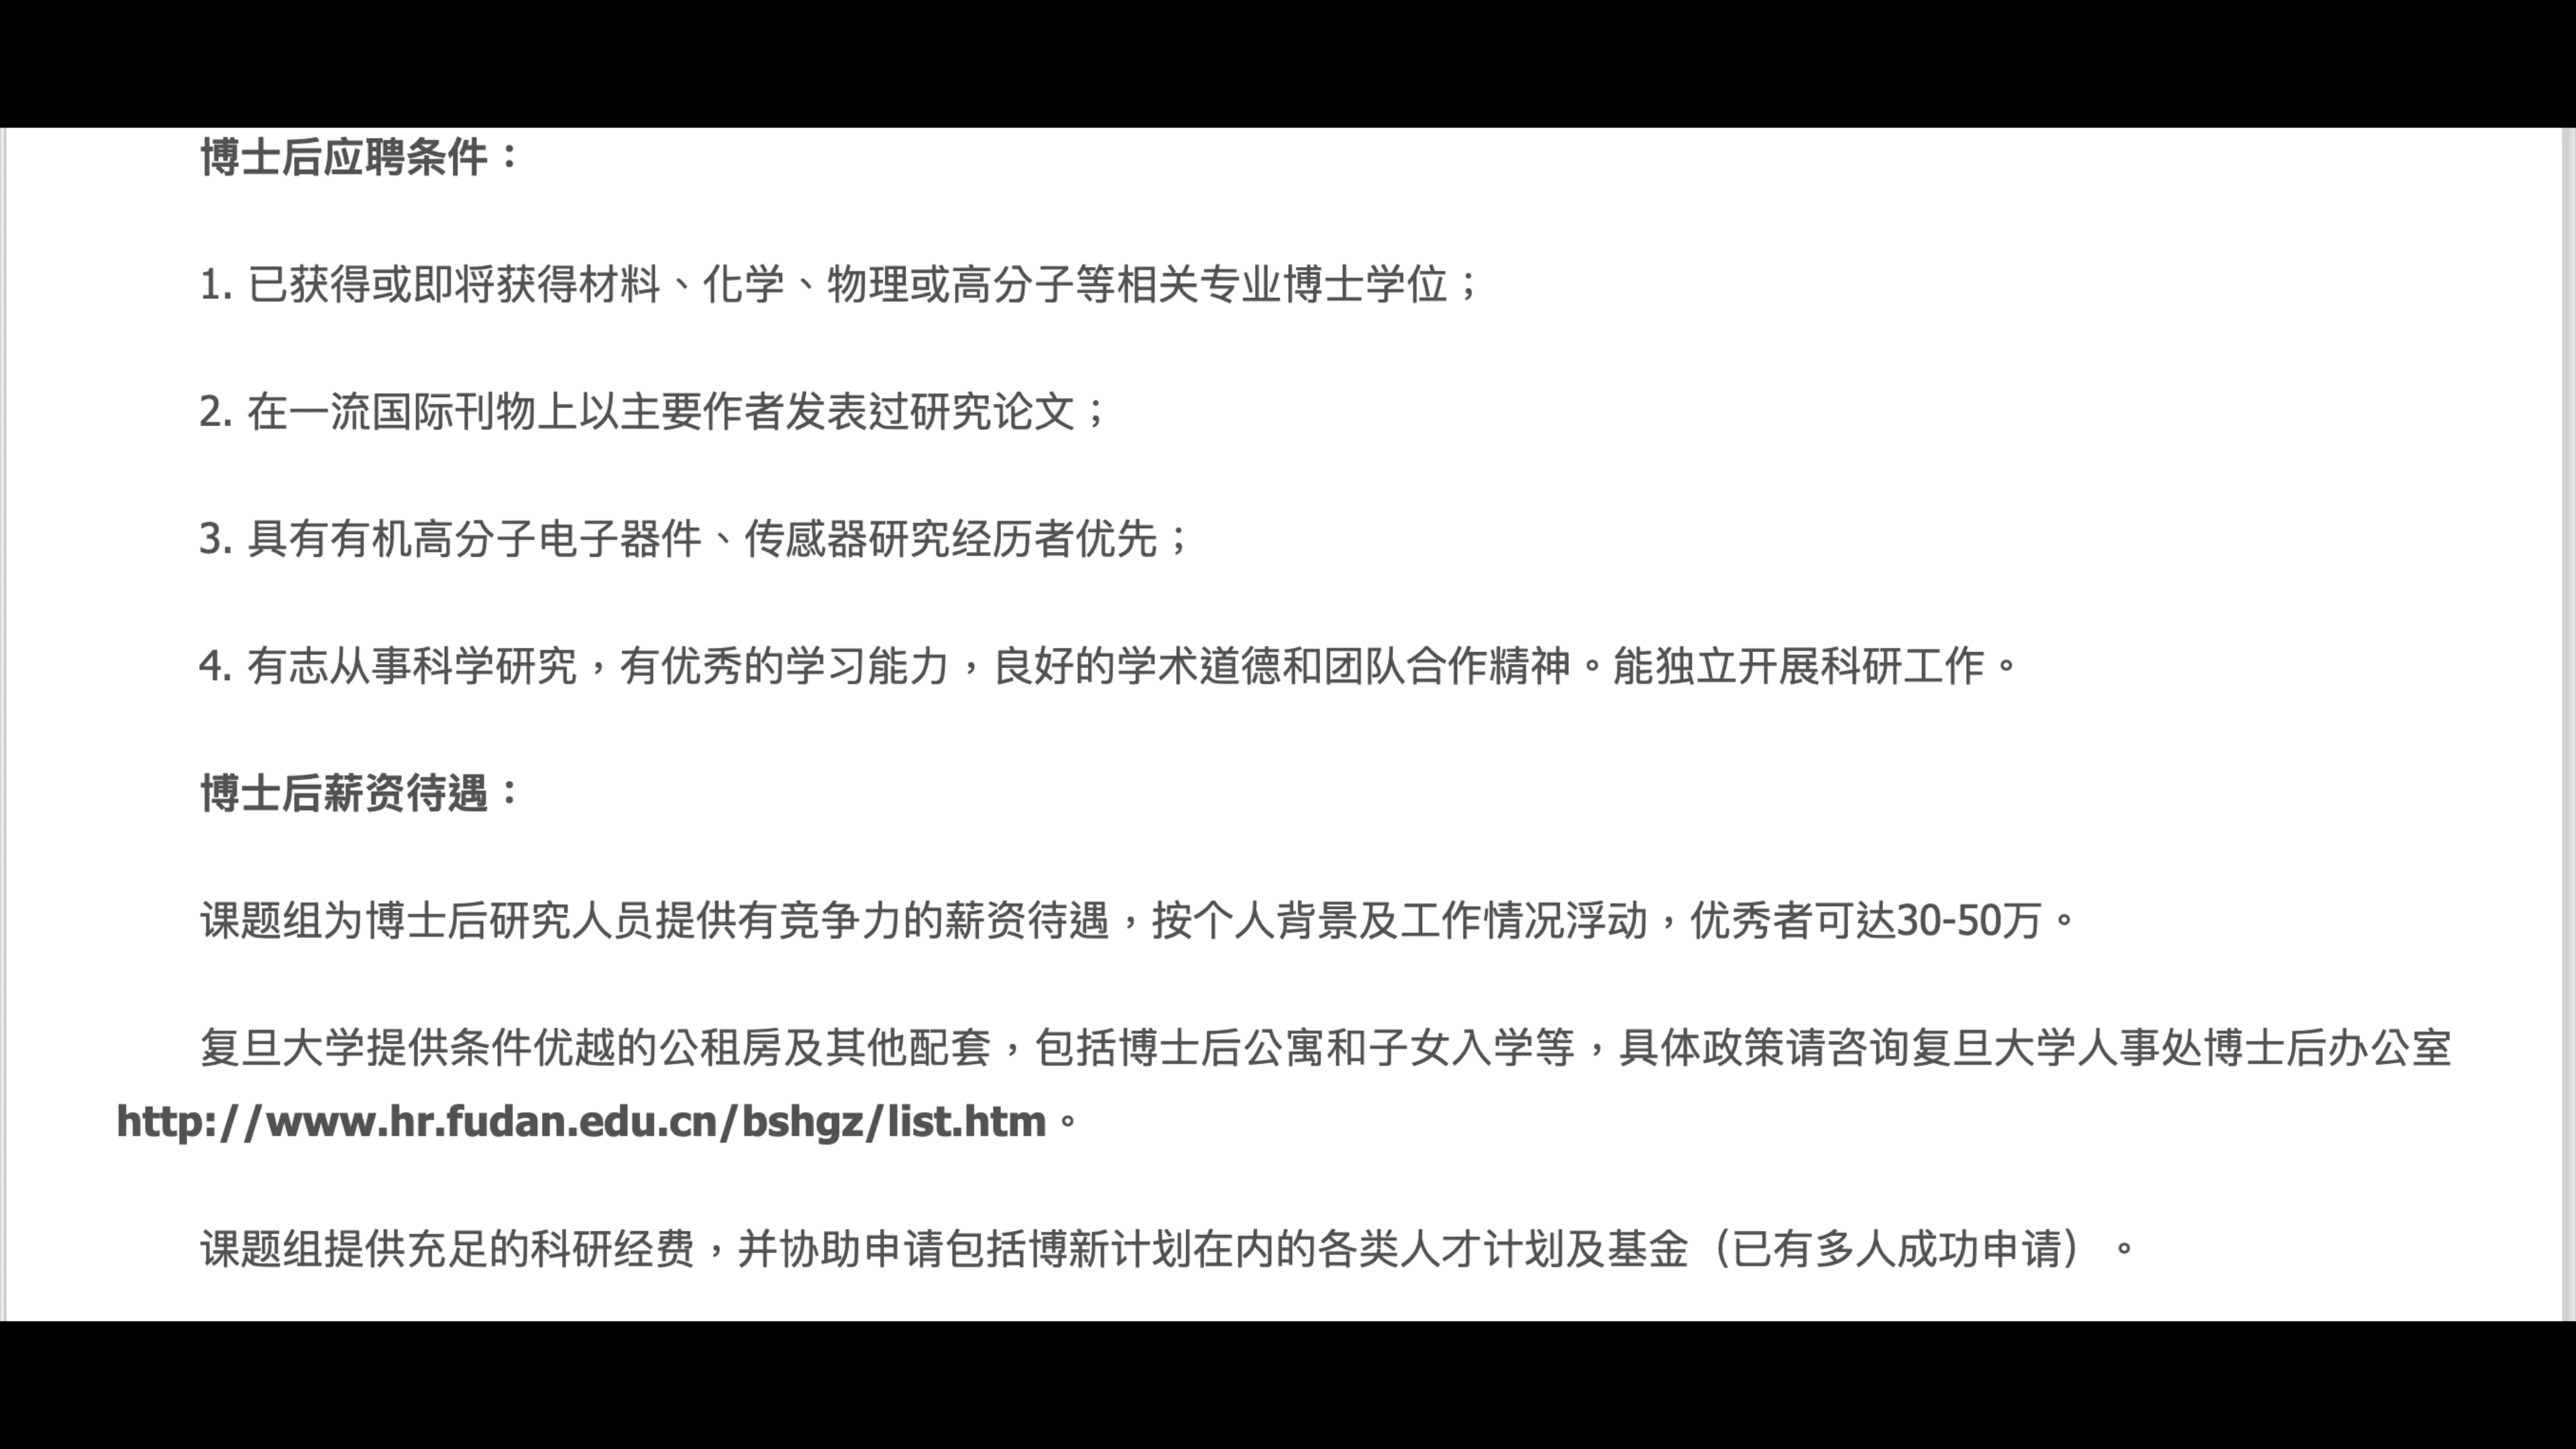 博士后应聘条件：
1. 已获得或即将获得材料、化学、物理或高分子等相关专业博士学位；
2. 在一流国际刊物上以主要作者发表过研究论文；
3. 具有有机高分子电子器件、传感器研究经历者优先；
4. 有志从事科学研究，有优秀的学习能力，良好的学术道德和团队合作精神。能独立开展科研工作。
博士后薪资待遇：
课题组为博士后研究人员提供有竞争力的薪资待遇，按个人背景及工作情况浮动，优秀者可达30-50万。
复旦大学提供条件优越的公租房及其他配套，包括博士后公寓和子女入学等，具体政策请咨询复旦大学人事处博士后办公室
http://www.hr.fudan.edu.cn/bshgz/list.htm。
课题组提供充足的科研经费，并协助申请包括博新计划在内的各类人才计划及基金（已有多人成功申请）。